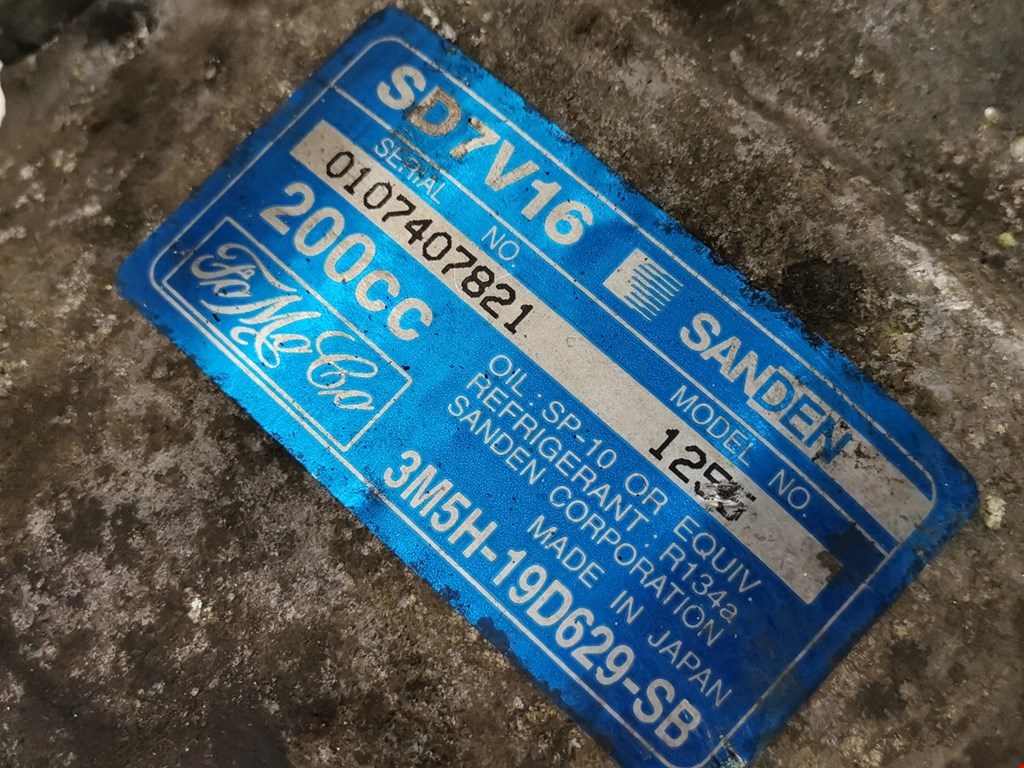 SD7V16 SANDEN
SERIAL NO. MODEL NO.
0107407821
200CC
OIL : SP-10 OR EQUIV.
REFRIGERANT : R134a
SANDEN CORPORATION
MADE IN JAPAN
FoMoCo
3M5H-19D629-SB